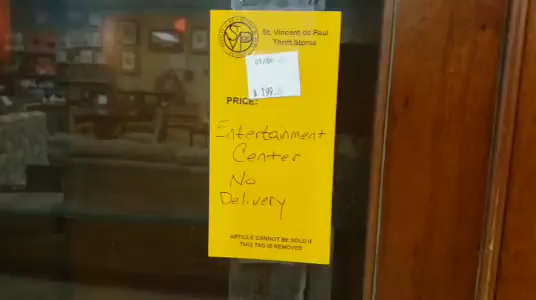 St. Vincent de Paul
Thrift Stores
$ 199.
PRICE:
Entertainment
Center
No
Delivery
ARTICLE CANNOT BE SOLD IF
THIS TAG IS REMOVED